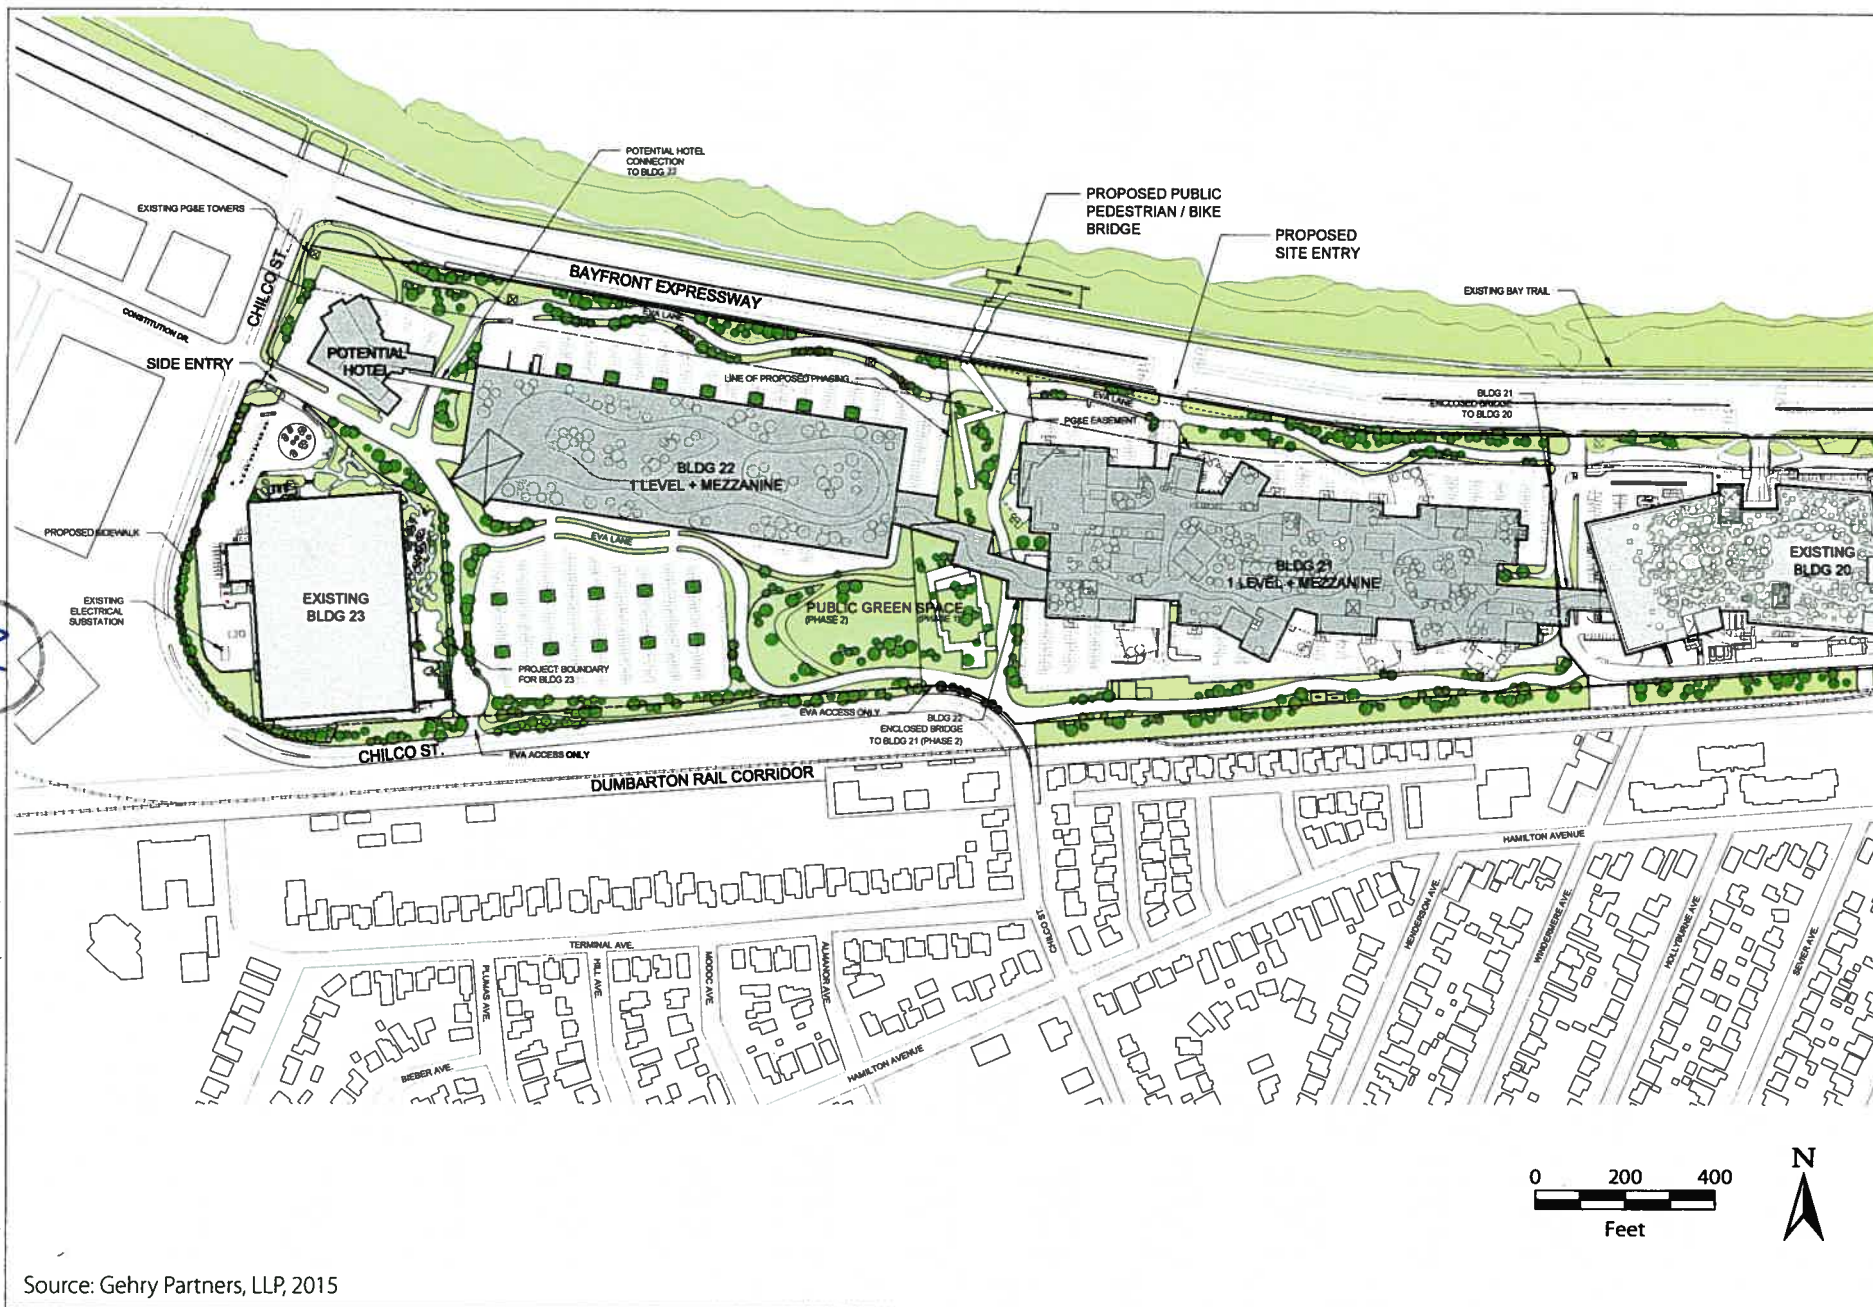 POTENTIAL HOTEL
CONNECTION
TO BLDG 22
EXISTING PG&E TOWERS
PROPOSED PUBLIC
PEDESTRIAN / BIKE
BRIDGE
PROPOSED
SITE ENTRY
EXISTING BAY TRAIL
CHILCO ST.
BAYFRONT EXPRESSWAY
CONSTITUTION DR.
EVA LANE
SIDE ENTRY
POTENTIAL
HOTEL
LINE OF PROPOSED PHASING
EVA LANE
PG&E EASEMENT
BLDG 21
ENCLOSED BRIDGE
TO BLDG 20
BLDG 22
1 LEVEL + MEZZANINE
PROPOSED SIDEWALK
EVA LANE
EXISTING
BLDG 20
BLDG 21
1 LEVEL + MEZZANINE
EXISTING
BLDG 23
EXISTING
ELECTRICAL
SUBSTATION
PUBLIC GREEN SPACE
(PHASE 2)
(PHASE 1)
PROJECT BOUNDARY
FOR BLDG 23
EVA ACCESS ONLY
BLDG 22
ENCLOSED BRIDGE
TO BLDG 21 (PHASE 2)
CHILCO ST.
EVA ACCESS ONLY
DUMBARTON RAIL CORRIDOR
HAMILTON AVENUE
CHILCO ST.
HENDERSON AVE.
WINDERMERE AVE.
HOLLYBURNE AVE.
SEVIER AVE.
TERMINAL AVE.
PLUMAS AVE.
HILL AVE.
MODOC AVE.
ALMANOR AVE.
BIEBER AVE.
HAMILTON AVENUE
0 200 400
Feet
N
Source: Gehry Partners, LLP, 2015